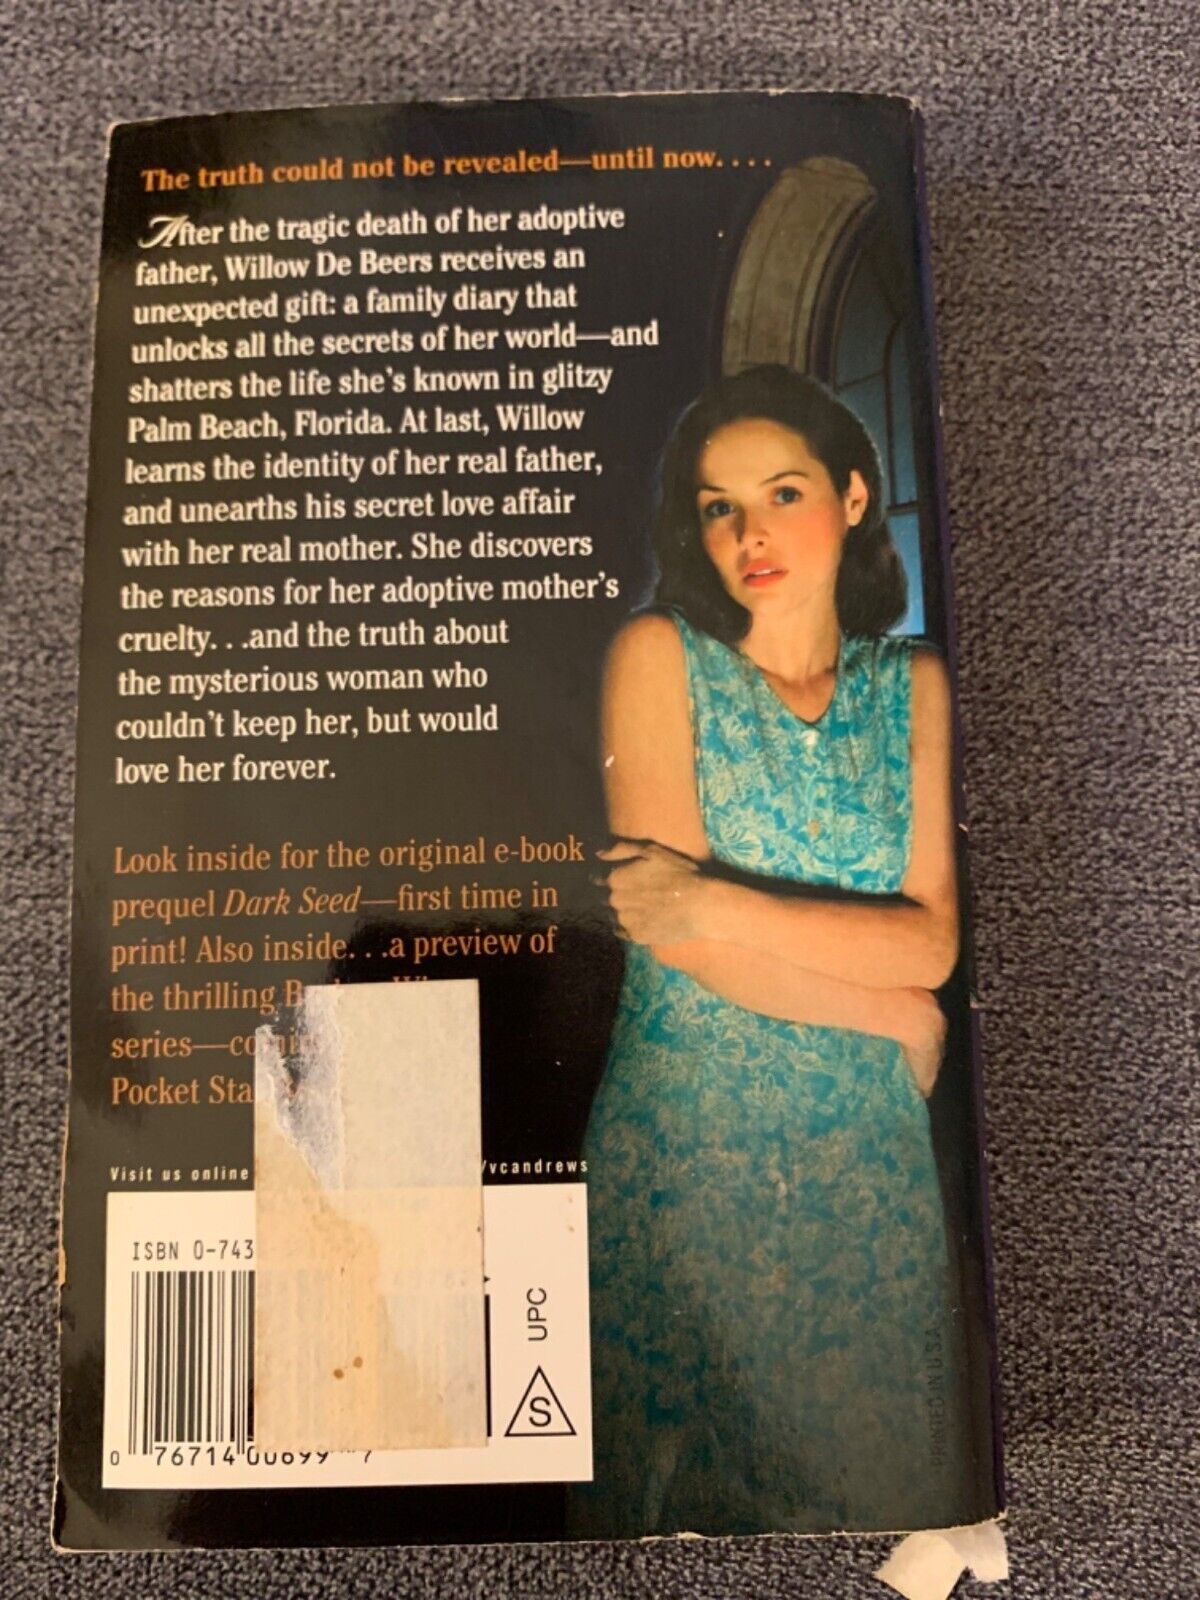 The truth could not be revealed—until now. . . .
After the tragic death of her adoptive
father, Willow De Beers receives an
unexpected gift: a family diary that
unlocks all the secrets of her world—and
shatters the life she's known in glitzy
Palm Beach, Florida. At last, Willow
learns the identity of her real father,
and unearths his secret love affair
with her real mother. She discovers
the reasons for her adoptive mother's
cruelty. . .and the truth about
the mysterious woman who
couldn't keep her, but would
love her forever.
Look inside for the original e-book
prequel Dark Seed—first time in
print! Also inside. . .a preview of
the thrilling
series—
Pocket
Visit us online
/vcandrews
ISBN 0-743
UPC
S
0 76714 00699 7
PRINTED IN U.S.A.